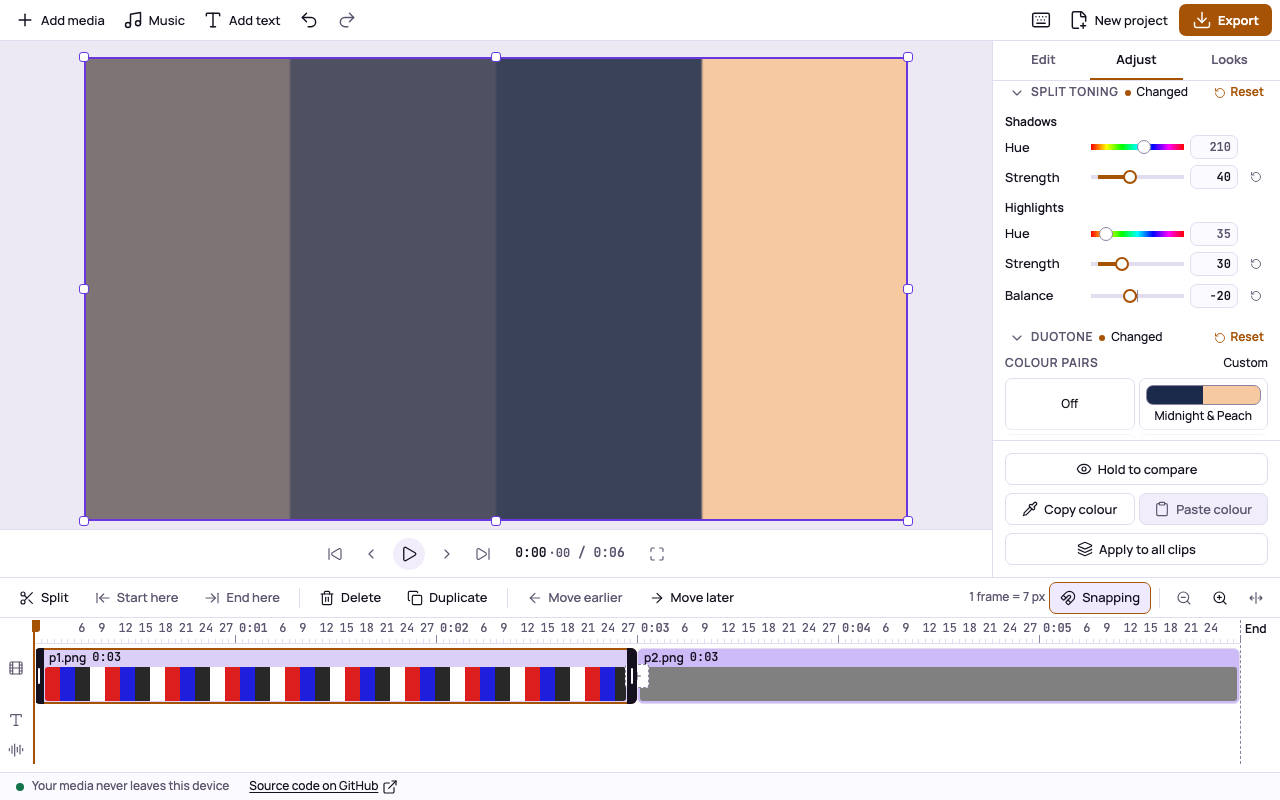 Add media
Music
Add text
New project
Export
Edit
Adjust
Looks
SPLIT TONING
Changed
Reset
Shadows
Hue
210
Strength
40
Highlights
Hue
35
Strength
30
Balance
-20
DUOTONE
Changed
Reset
COLOUR PAIRS
Custom
Off
Midnight & Peach
Hold to compare
Copy colour
Paste colour
Apply to all clips
0:00·00 / 0:06
Split
Start here
End here
Delete
Duplicate
Move earlier
Move later
1 frame = 7 px
Snapping
6 9 12 15 18 21 24 27 0:01 6 9 12 15 18 21 24 27 0:02 6 9 12 15 18 21 24 27 0:03 6 9 12 15 18 21 24 27 0:04 6 9 12 15 18 21 24 27 0:05 6 9 12 15 18 21 24 End
p1.png 0:03
p2.png 0:03
Your media never leaves this device
Source code on GitHub